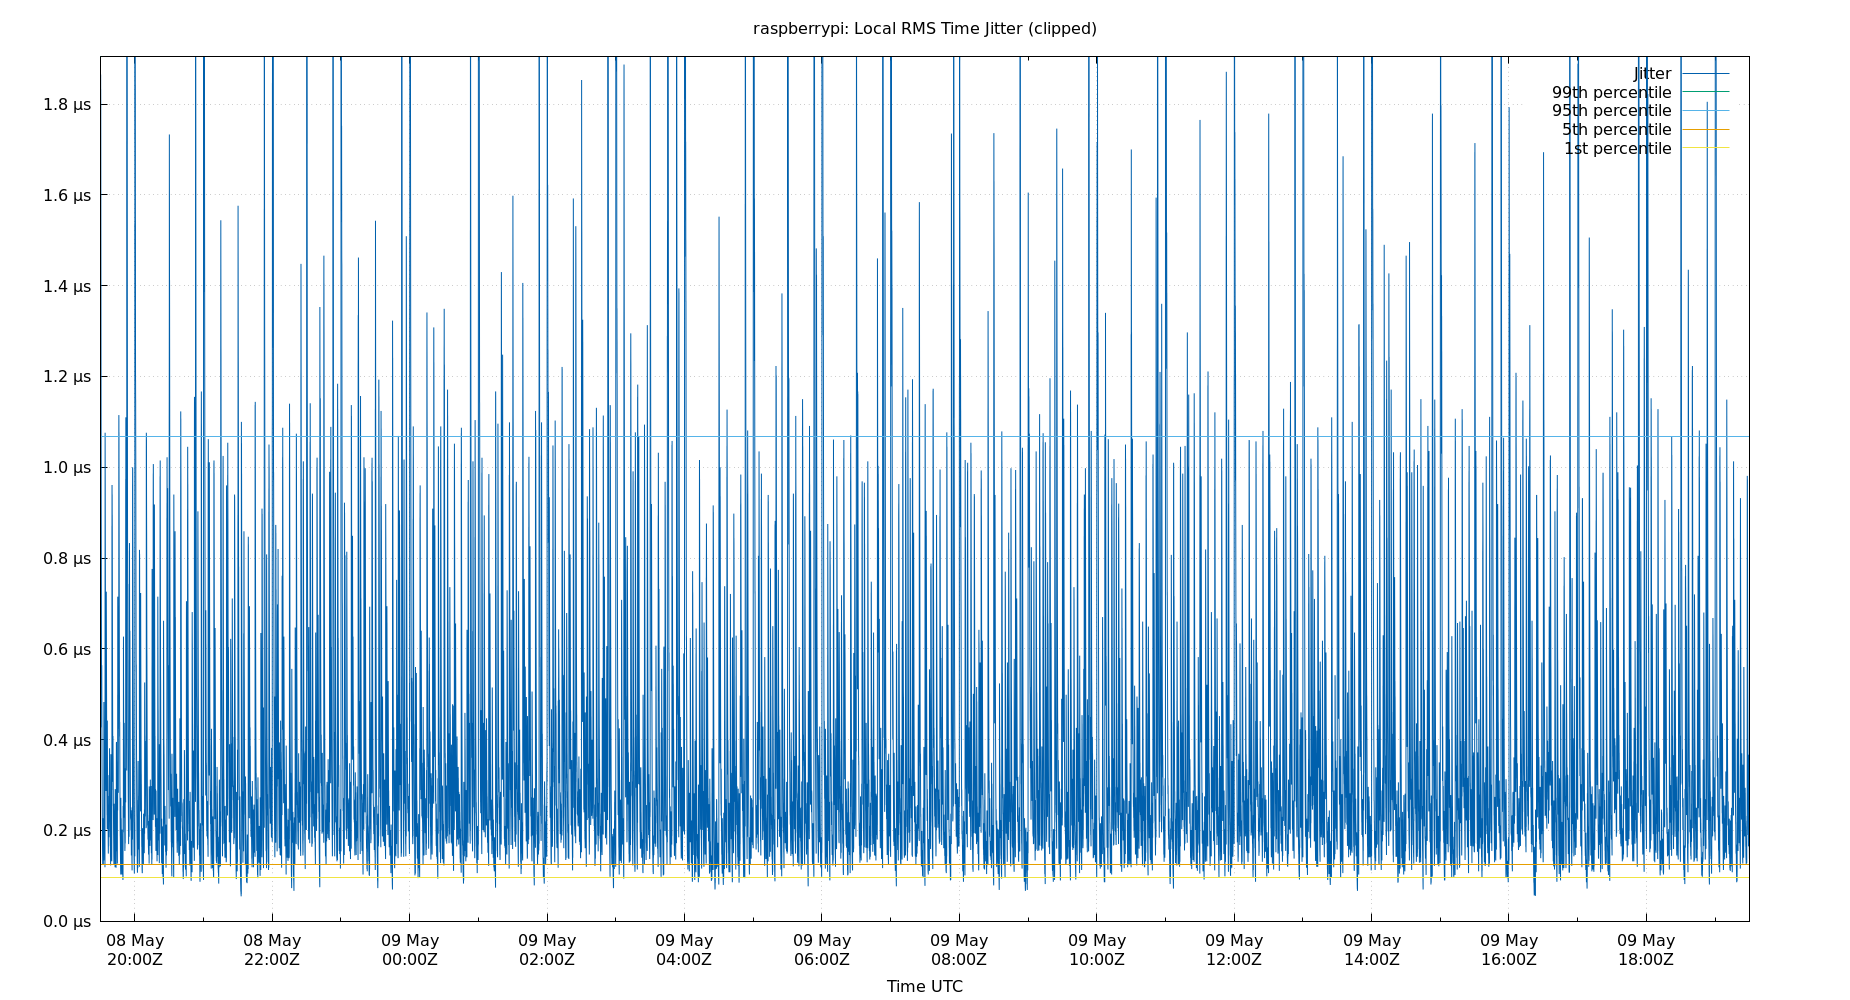 raspberrypi: Local RMS Time Jitter (clipped)
Jitter
99th percentile
95th percentile
5th percentile
1st percentile
1.8 µs
1.6 µs
1.4 µs
1.2 µs
1.0 µs
0.8 µs
0.6 µs
0.4 µs
0.2 µs
0.0 µs
08 May 08 May 09 May 09 May 09 May 09 May 09 May 09 May 09 May 09 May 09 May 09 May
20:00Z 22:00Z 00:00Z 02:00Z 04:00Z 06:00Z 08:00Z 10:00Z 12:00Z 14:00Z 16:00Z 18:00Z
Time UTC